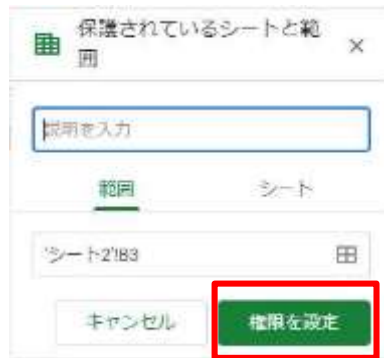 保護されているシートと範
囲
説明を入力
範囲 シート
'シート2'!B3
キャンセル 権限を設定